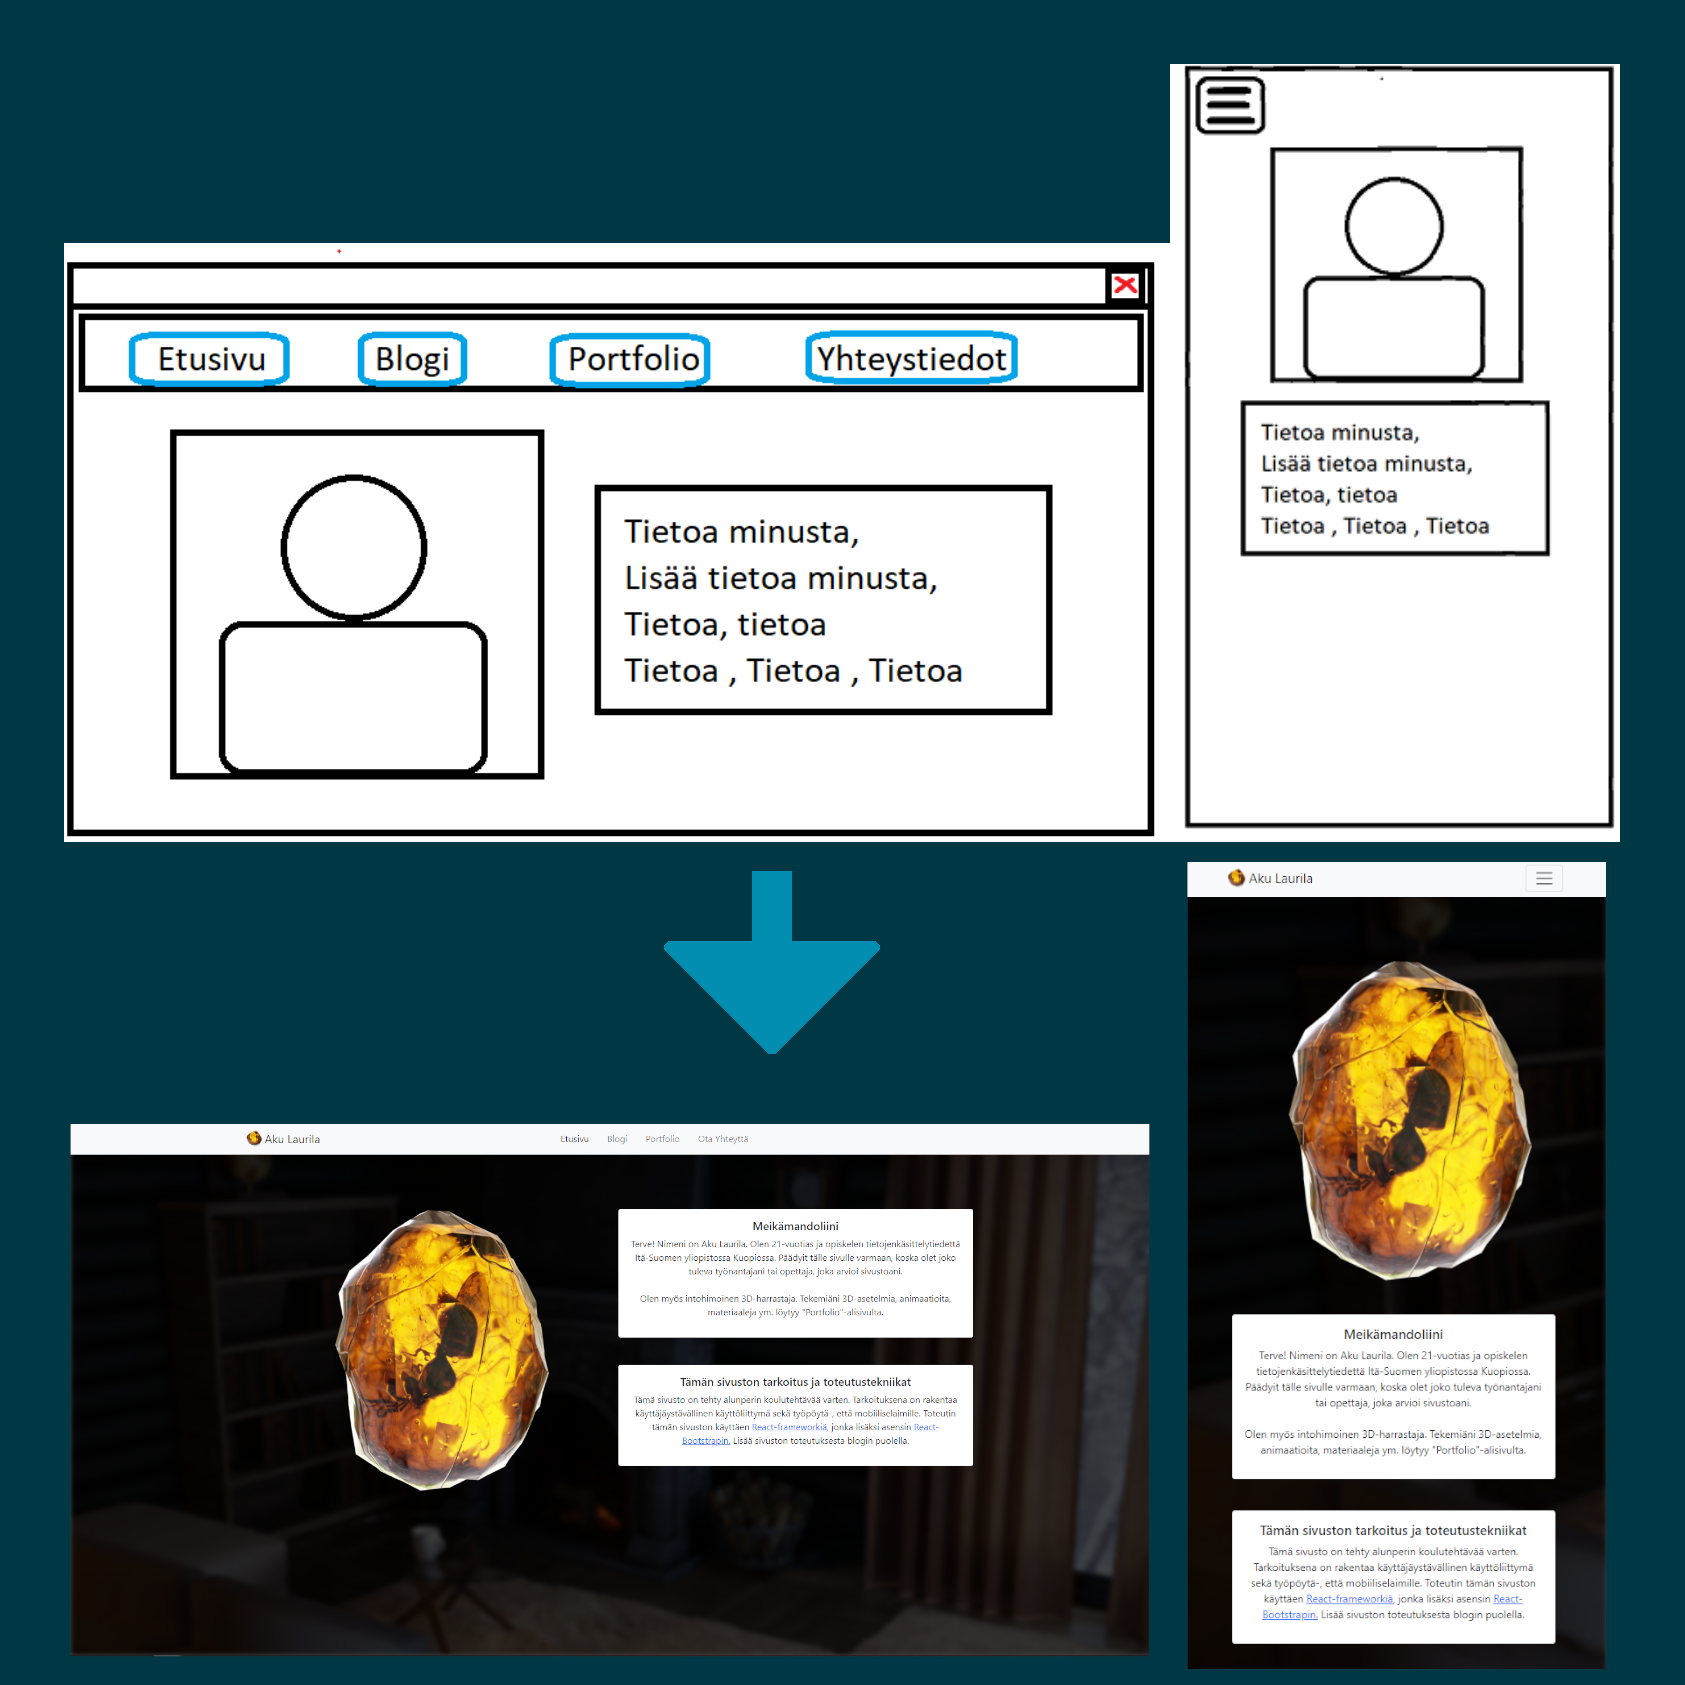 Etusivu Blogi Portfolio Yhteystiedot
Tietoa minusta,
Lisää tietoa minusta,
Tietoa, tietoa
Tietoa , Tietoa , Tietoa
Tietoa minusta,
Lisää tietoa minusta,
Tietoa, tietoa
Tietoa , Tietoa , Tietoa
Aku Laurila Etusivu Blogi Portfolio Ota Yhteyttä
Meikämandoliini
Terve! Nimeni on Aku Laurila. Olen 21-vuotias ja opiskelen tietojenkäsittelytiedettä
Itä-Suomen yliopistossa Kuopiossa. Päädyit tälle sivulle varmaan, koska olet joko
tuleva työnantajani tai opettaja, joka arvioi sivustoani.
Olen myös intohimoinen 3D-harrastaja. Tekemiäni 3D-asetelmia, animaatioita,
materiaaleja ym. löytyy "Portfolio"-alisivulta.
Tämän sivuston tarkoitus ja toteutustekniikat
Tämä sivusto on tehty alunperin koulutehtävää varten. Tarkoituksena on rakentaa
käyttäjäystävällinen käyttöliittymä sekä työpöytä-, että mobiiliselaimille. Toteutin
tämän sivuston käyttäen React-frameworkiä, jonka lisäksi asensin React-
Bootstrapin. Lisää sivuston toteutuksesta blogin puolella.
Aku Laurila
Meikämandoliini
Terve! Nimeni on Aku Laurila. Olen 21-vuotias ja opiskelen
tietojenkäsittelytiedettä Itä-Suomen yliopistossa Kuopiossa.
Päädyit tälle sivulle varmaan, koska olet joko tuleva työnantajani
tai opettaja, joka arvioi sivustoani.
Olen myös intohimoinen 3D-harrastaja. Tekemiäni 3D-asetelmia,
animaatioita, materiaaleja ym. löytyy "Portfolio"-alisivulta.
Tämän sivuston tarkoitus ja toteutustekniikat
Tämä sivusto on tehty alunperin koulutehtävää varten.
Tarkoituksena on rakentaa käyttäjäystävällinen käyttöliittymä
sekä työpöytä-, että mobiiliselaimille. Toteutin tämän sivuston
käyttäen React-frameworkiä, jonka lisäksi asensin React-
Bootstrapin. Lisää sivuston toteutuksesta blogin puolella.